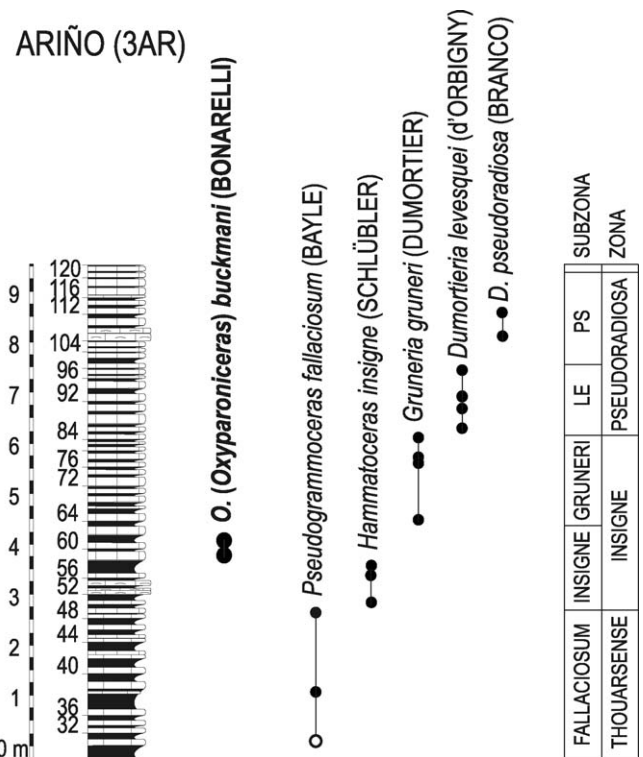 ARIÑO (3AR)
O. (Oxyparoniceras) buckmani (BONARELLI)
Pseudogrammoceras fallaciosum (BAYLE)
Hammatoceras insigne (SCHLÜBLER)
Gruneria gruneri (DUMORTIER)
Dumortieria levesquei (d'ORBIGNY)
D. pseudoradiosa (BRANCO)
SUBZONA
ZONA
9
8
7
6
5
4
3
2
1
0 m
120
116
112
104
96
92
84
76
72
64
60
56
52
48
44
40
36
32
PS
LE
GRUNERI
INSIGNE
FALLACIOSUM
PSEUDORADIOSA
INSIGNE
THOUARSENSE